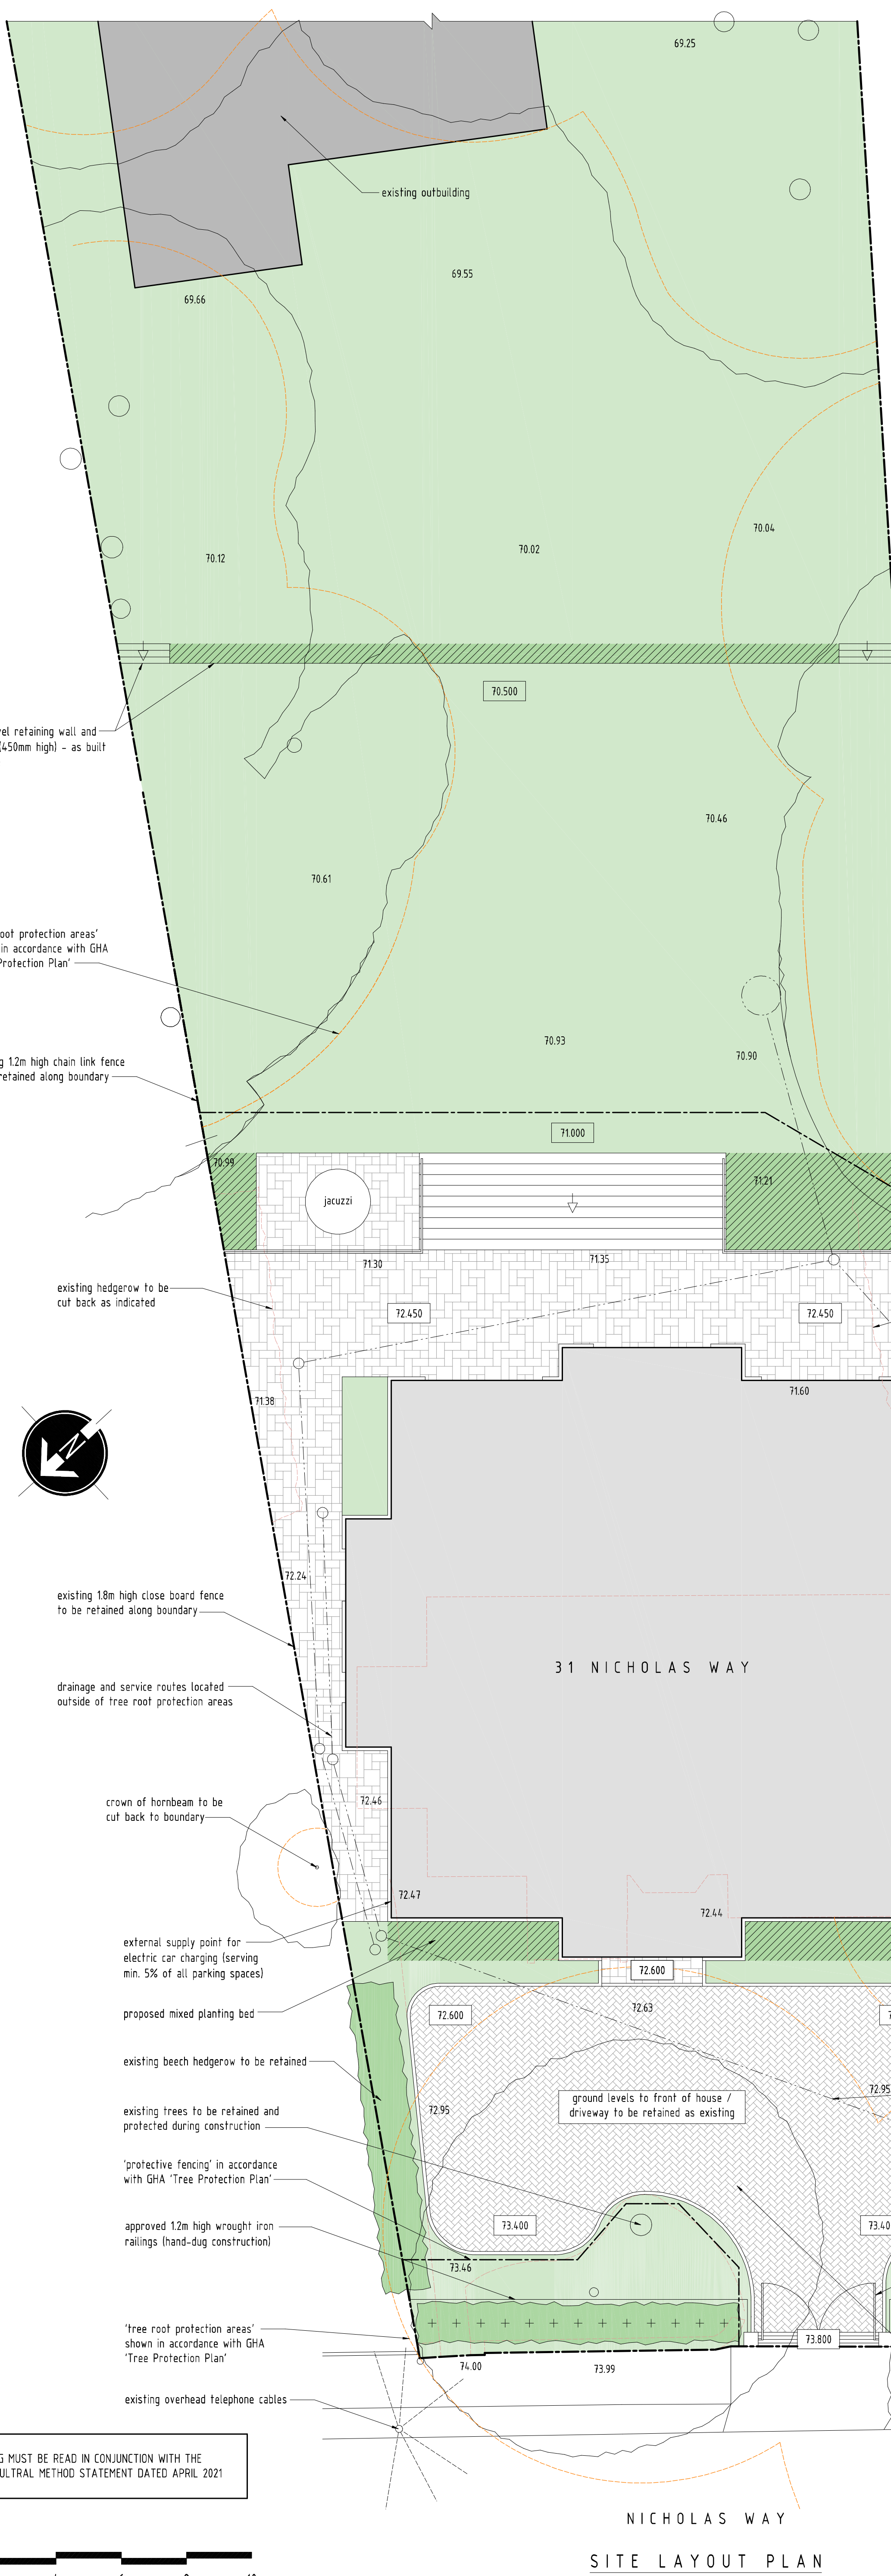 69.25
existing outbuilding
69.55
69.66
70.04
70.02
70.12
70.500
retaining wall and
(450mm high) - as built
70.46
70.61
protection areas'
in accordance with GHA
Plan'
70.93
70.90
1.2m high chain link fence
retained along boundary
71.000
70.99
71.21
jacuzzi
71.30
71.35
existing hedgerow to be
cut back as indicated
72.450
72.450
71.60
71.38
N
72.24
existing 1.8m high close board fence
to be retained along boundary
31 NICHOLAS WAY
drainage and service routes located
outside of tree root protection areas
72.46
crown of hornbeam to be
cut back to boundary
72.47
72.44
external supply point for
electric car charging (serving
min. 5% of all parking spaces)
72.600
72.600
72.63
proposed mixed planting bed
existing beech hedgerow to be retained
72.95
72.95
ground levels to front of house /
driveway to be retained as existing
existing trees to be retained and
protected during construction
'protective fencing' in accordance
with GHA 'Tree Protection Plan'
approved 1.2m high wrought iron
railings (hand-dug construction)
73.400
73.40
73.46
'tree root protection areas'
shown in accordance with GHA
'Tree Protection Plan'
73.800
74.00
73.99
existing overhead telephone cables
MUST BE READ IN CONJUNCTION WITH THE
METHOD STATEMENT DATED APRIL 2021
NICHOLAS WAY
SITE LAYOUT PLAN